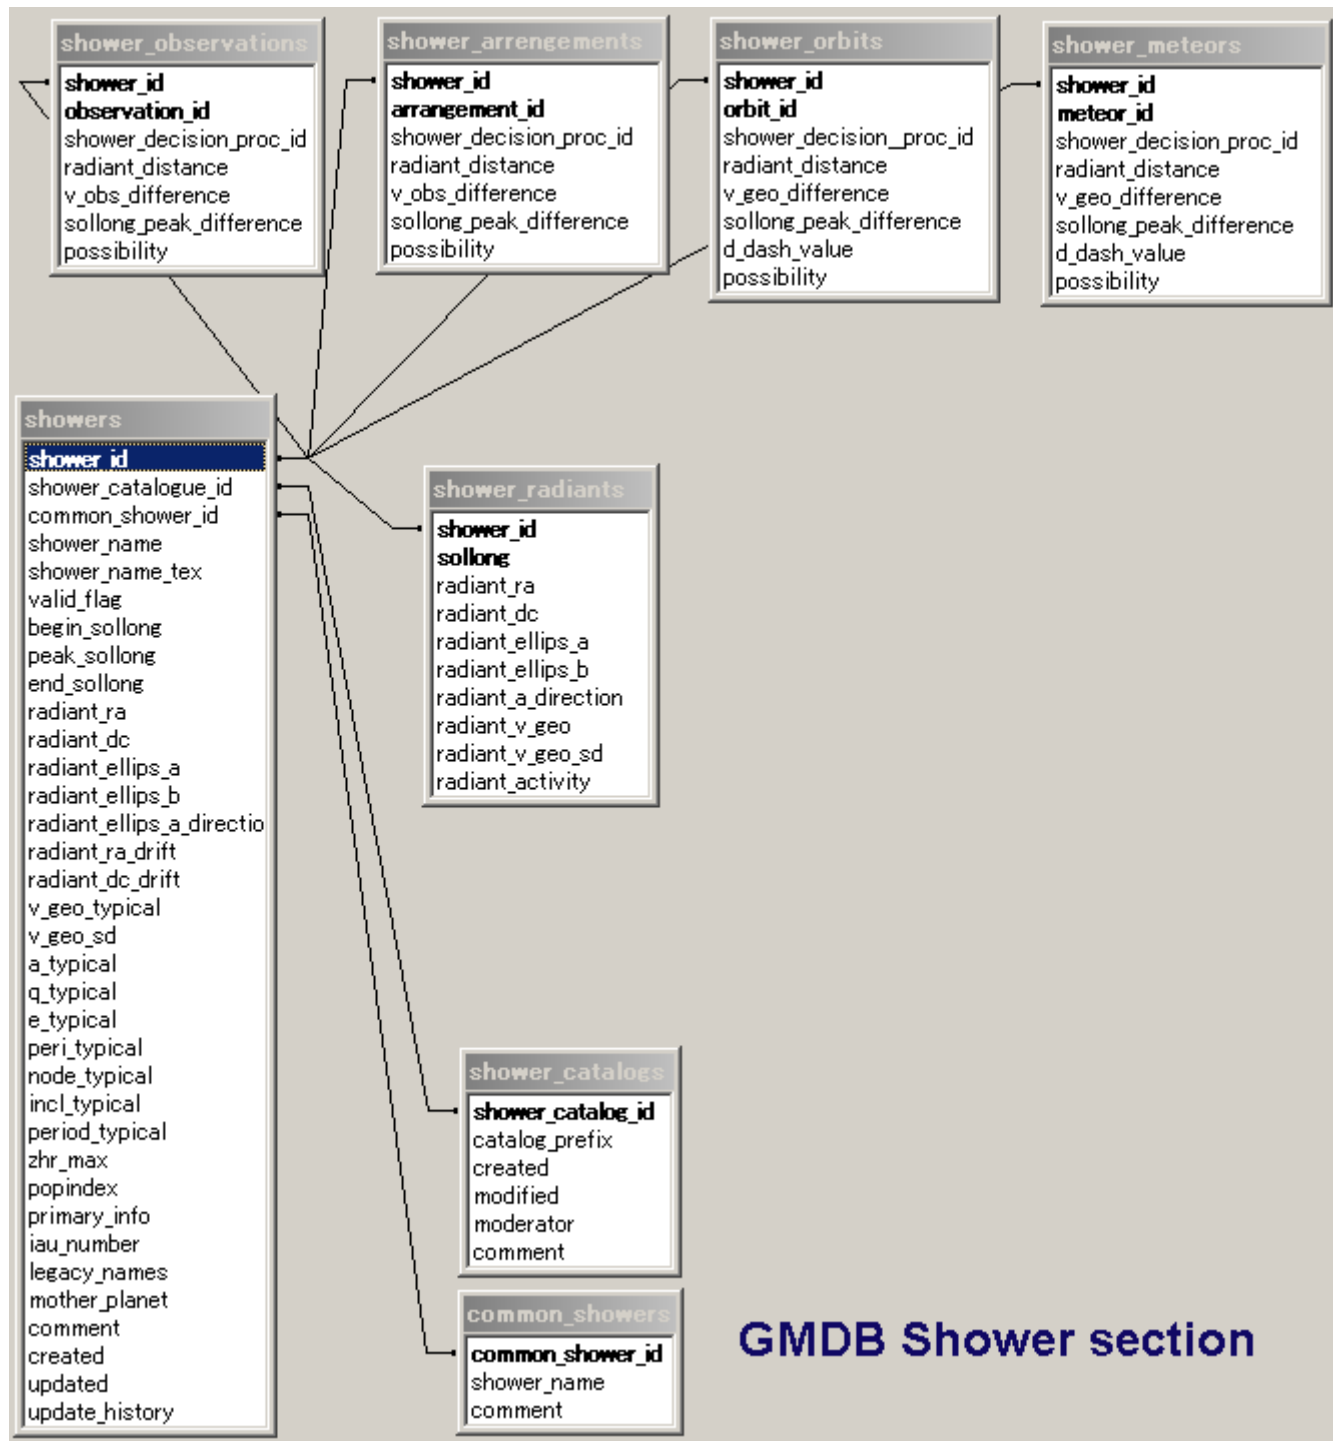 shower_observations
shower_id
observation_id
shower_decision_proc_id
radiant_distance
v_obs_difference
sollong_peak_difference
possibility
shower_arrengements
shower_id
arrangement_id
shower_decision_proc_id
radiant_distance
v_obs_difference
sollong_peak_difference
possibility
shower_orbits
shower_id
orbit_id
shower_decision__proc_id
radiant_distance
v_geo_difference
sollong_peak_difference
d_dash_value
possibility
shower_meteors
shower_id
meteor_id
shower_decision_proc_id
radiant_distance
v_geo_difference
sollong_peak_difference
d_dash_value
possibility
showers
shower_id
shower_catalogue_id
common_shower_id
shower_name
shower_name_tex
valid_flag
begin_sollong
peak_sollong
end_sollong
radiant_ra
radiant_dc
radiant_ellips_a
radiant_ellips_b
radiant_ellips_a_directio
radiant_ra_drift
radiant_dc_drift
v_geo_typical
v_geo_sd
a_typical
q_typical
e_typical
peri_typical
node_typical
incl_typical
period_typical
zhr_max
popindex
primary_info
iau_number
legacy_names
mother_planet
comment
created
updated
update_history
shower_radiants
shower_id
sollong
radiant_ra
radiant_dc
radiant_ellips_a
radiant_ellips_b
radiant_a_direction
radiant_v_geo
radiant_v_geo_sd
radiant_activity
shower_catalogs
shower_catalog_id
catalog_prefix
created
modified
moderator
comment
common_showers
common_shower_id
shower_name
comment
GMDB Shower section